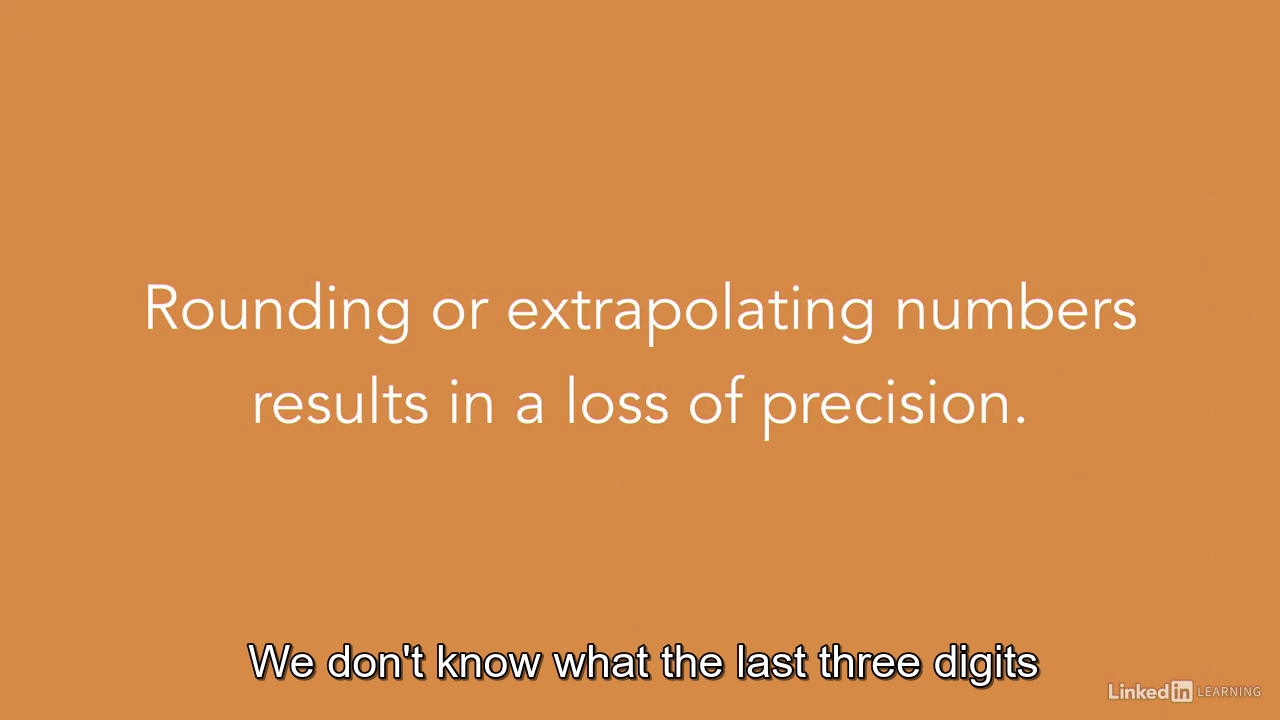 Rounding or extrapolating numbers
results in a loss of precision.
We don't know what the last three digits
Linkedin LEARNING